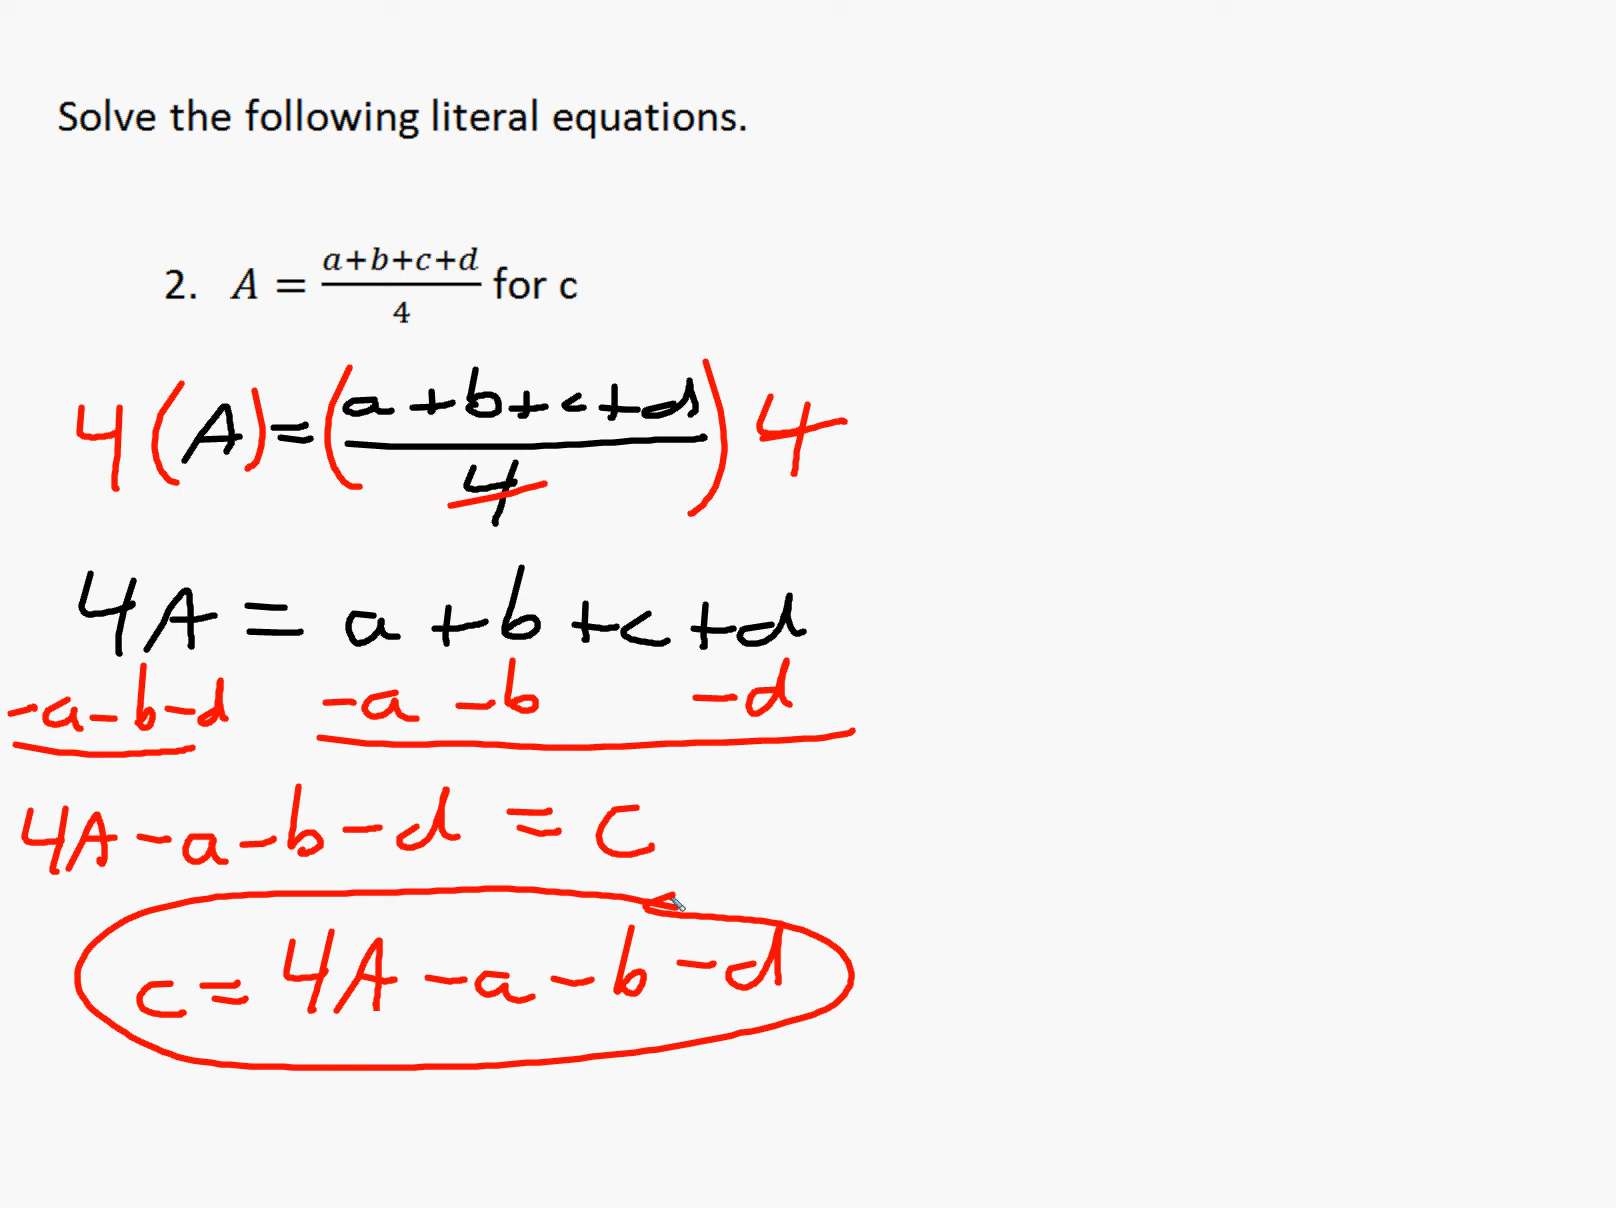 Solve the following literal equations.
2. A = a+b+c+d/4 for c
4(A)=(a+b+c+d/4)4
4A = a+b+c+d
-a-b-d -a -b -d
4A-a-b-d = c
c = 4A-a-b-d